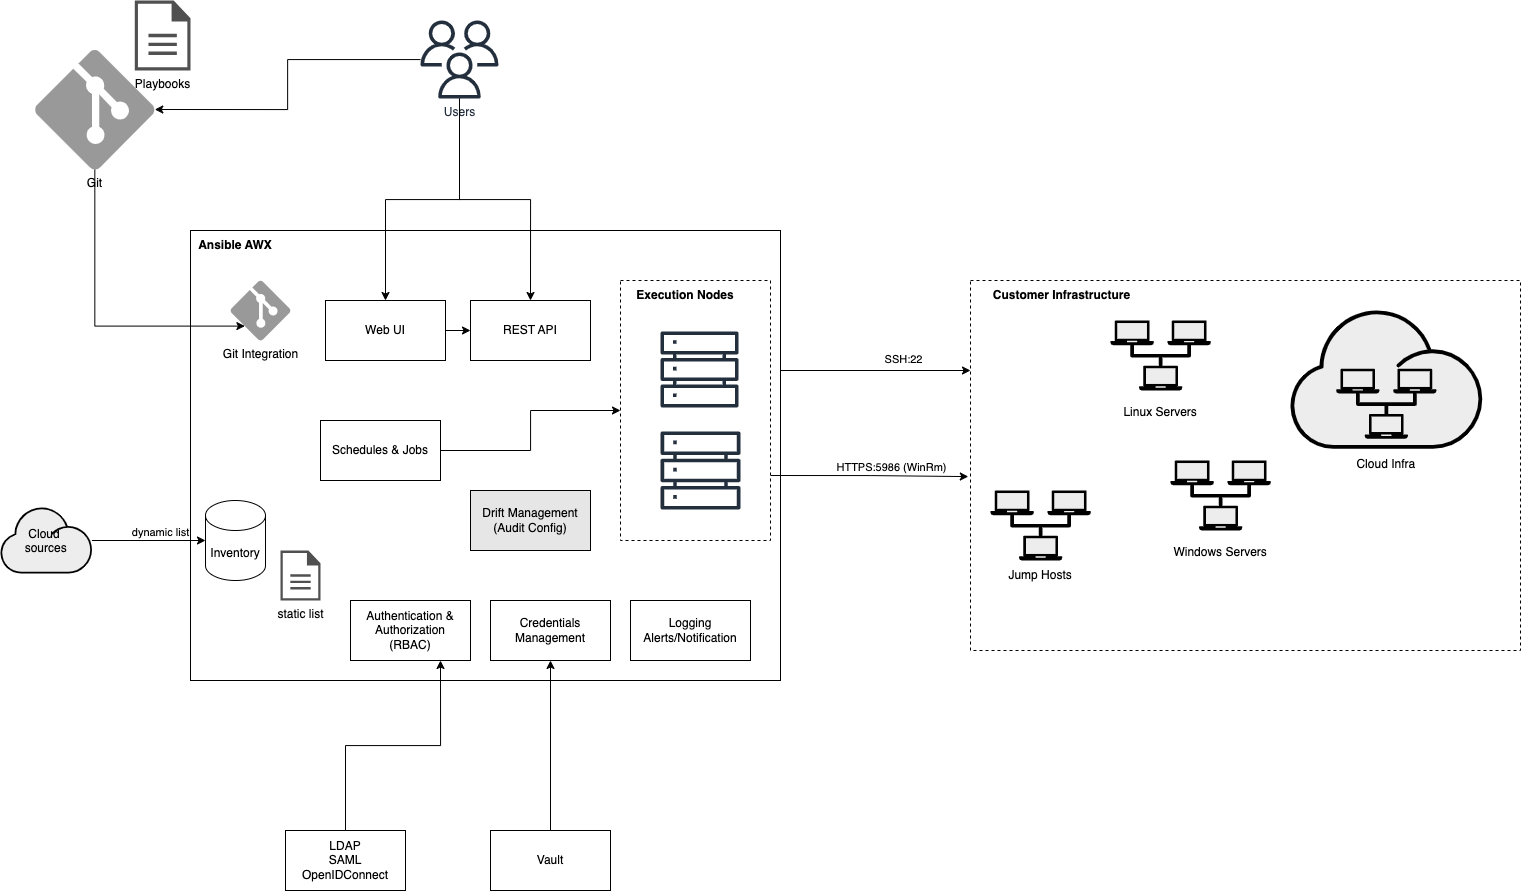 Playbooks
Users
Git
Ansible AWX
Git Integration
Web UI
REST API
Execution Nodes
Schedules & Jobs
Drift Management
(Audit Config)
Cloud
sources
dynamic list
Inventory
static list
Authentication &
Authorization
(RBAC)
Credentials
Management
Logging
Alerts/Notification
LDAP
SAML
OpenIDConnect
Vault
SSH:22
HTTPS:5986 (WinRm)
Customer Infrastructure
Linux Servers
Cloud Infra
Windows Servers
Jump Hosts